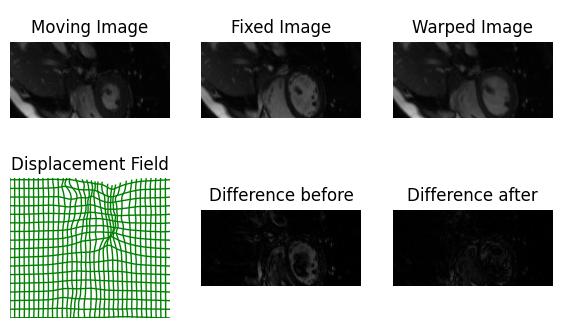 Moving Image
Fixed Image
Warped Image
Displacement Field
Difference before
Difference after